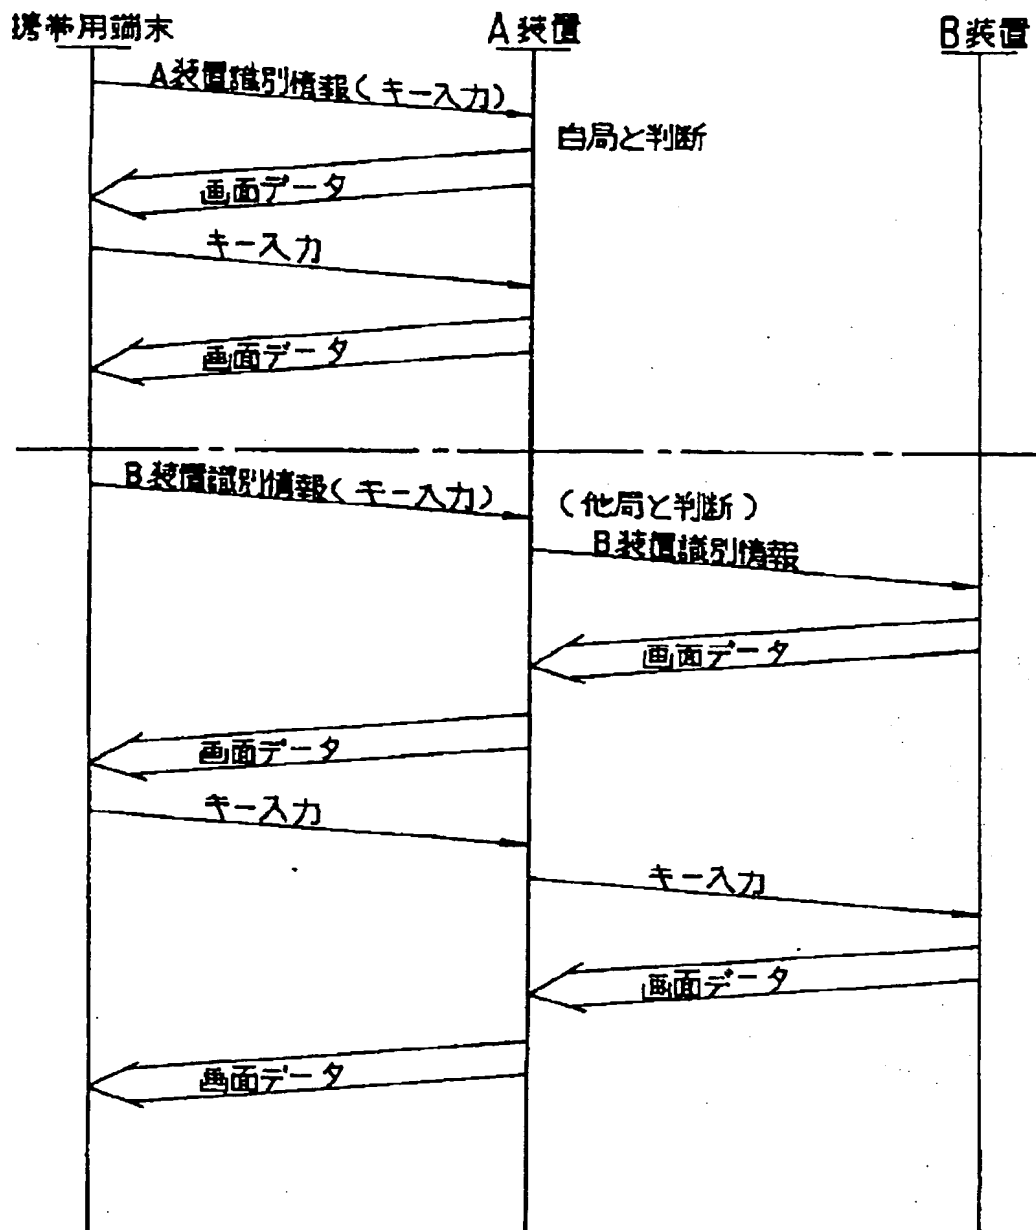 携帯用端末
A装置
B装置
A装置識別情報(キー入力)
自局と判断
画面データ
キー入力
画面データ
B装置識別情報(キー入力)
(他局と判断)
B装置識別情報
画面データ
画面データ
キー入力
キー入力
画面データ
画面データ